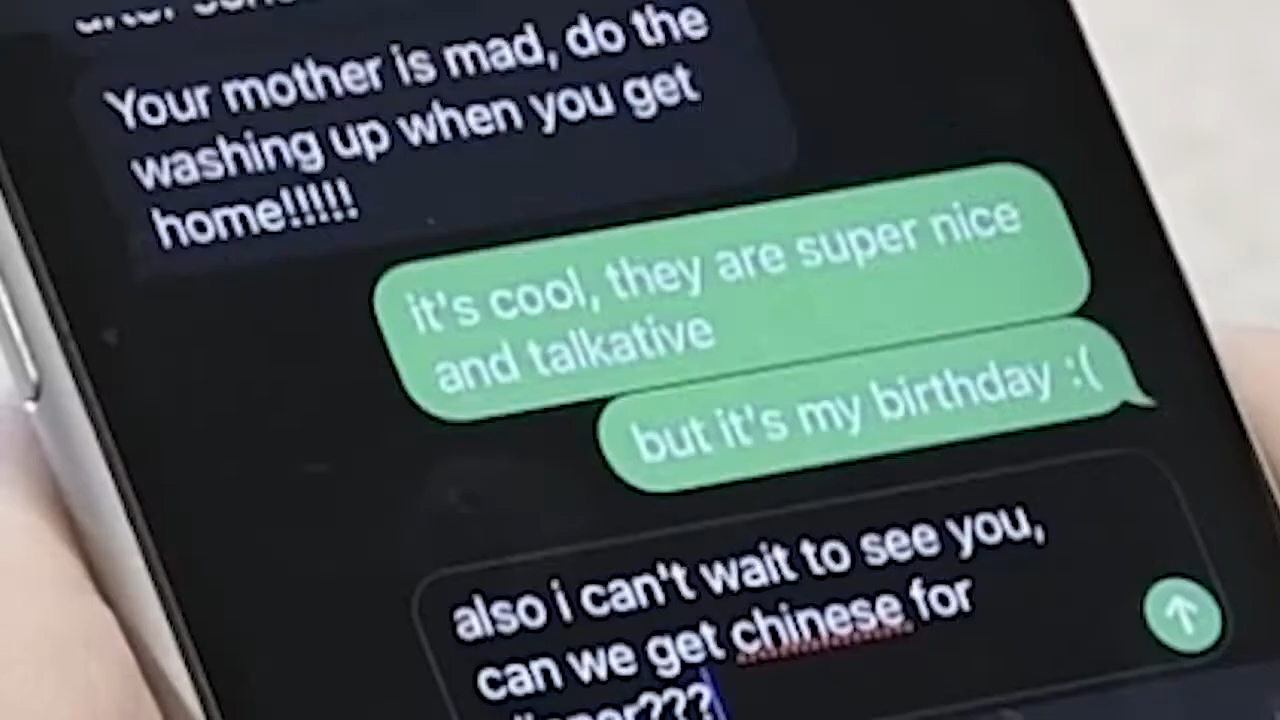 Your mother is mad, do the
washing up when you get
home!!!!!
it's cool, they are super nice
and talkative
but it's my birthday :(
also i can't wait to see you,
can we get chinese for
dinner???